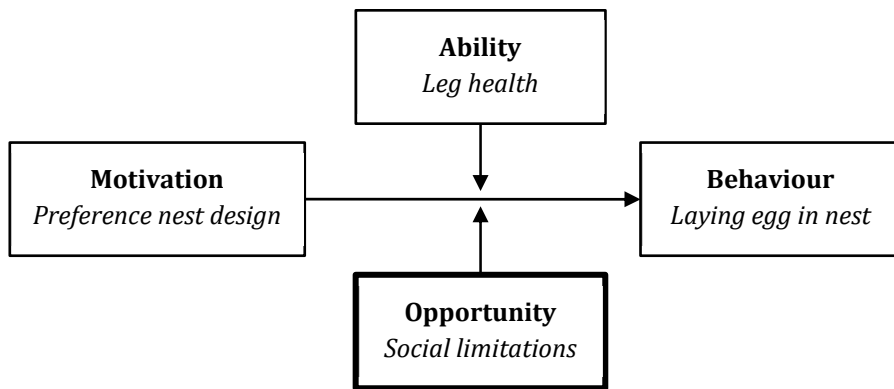 Ability
Leg health
Motivation
Preference nest design
Behaviour
Laying egg in nest
Opportunity
Social limitations